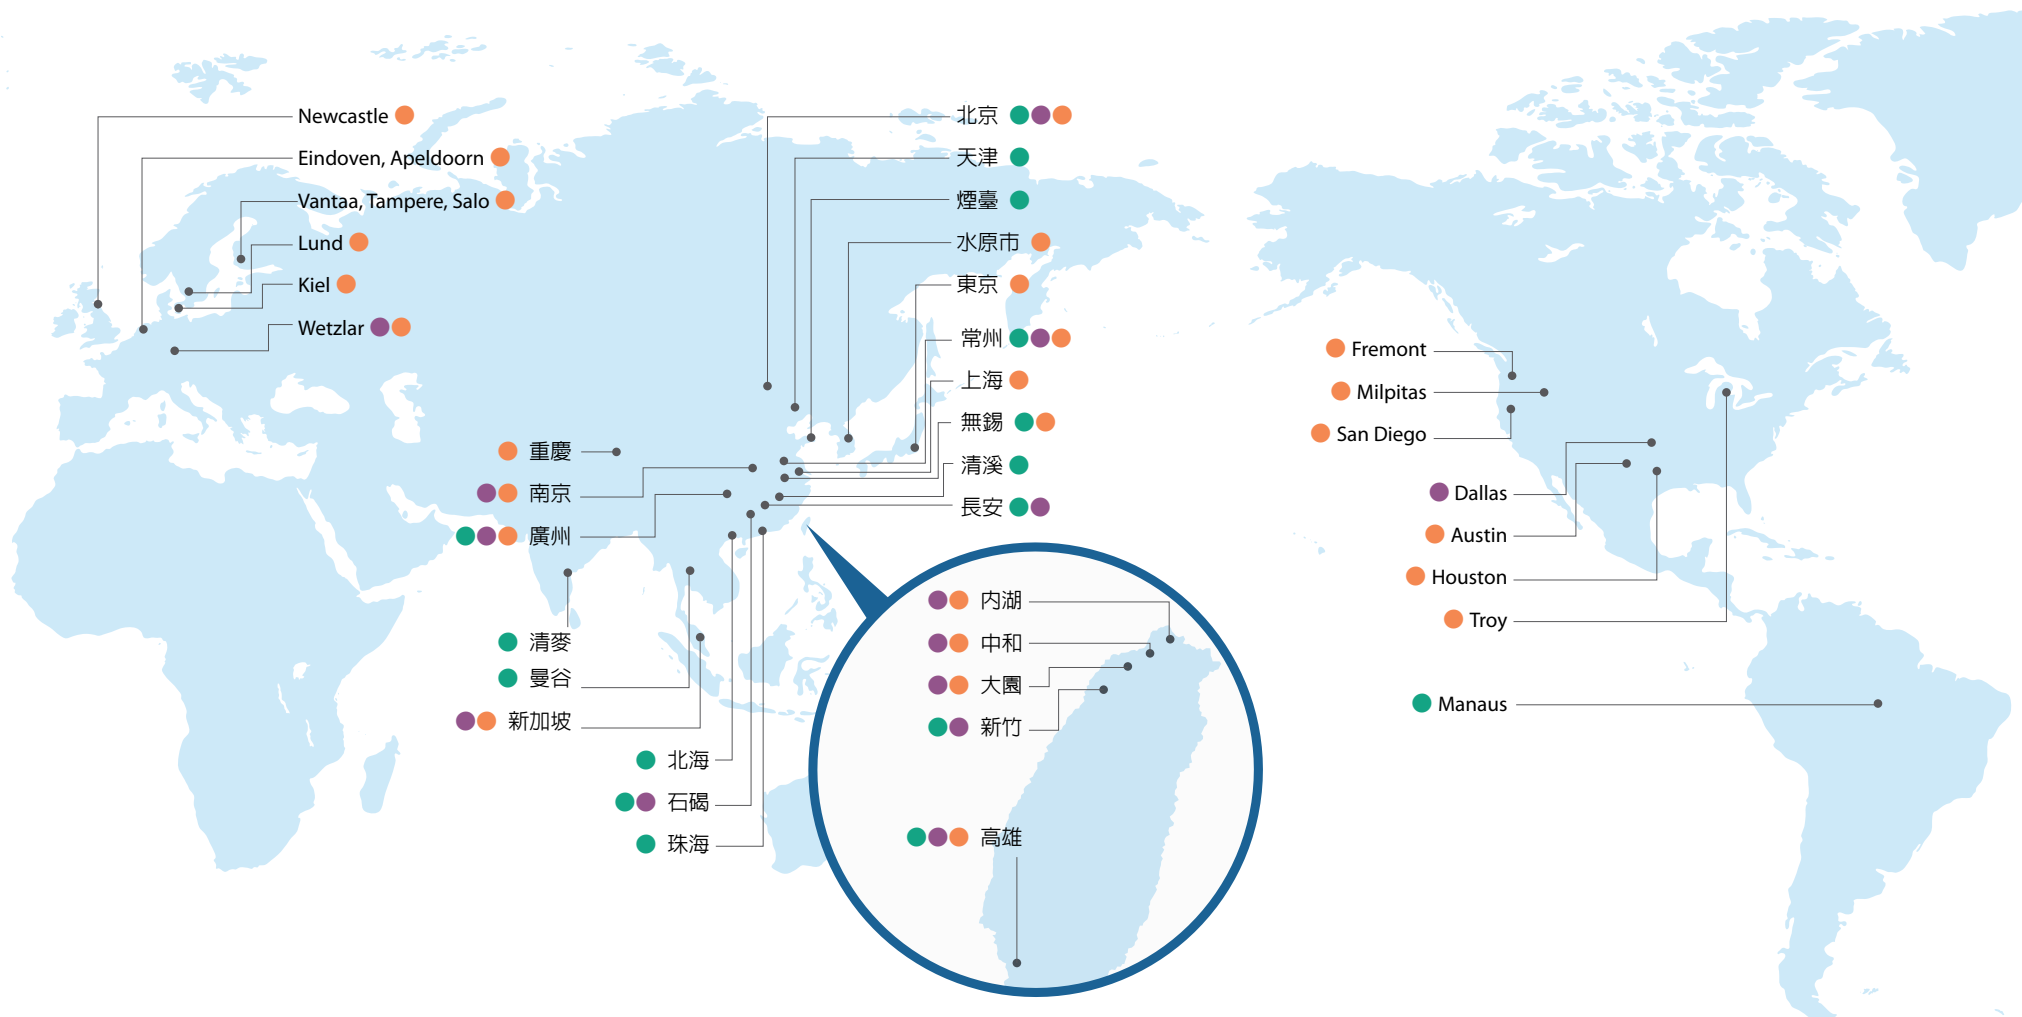 Newcastle
Eindoven, Apeldoorn
Vantaa, Tampere, Salo
Lund
Kiel
Wetzlar
北京
天津
煙臺
水原市
東京
常州
上海
無錫
清溪
長安
重慶
南京
廣州
清麥
曼谷
新加坡
北海
石碣
珠海
內湖
中和
大園
新竹
高雄
Fremont
Milpitas
San Diego
Dallas
Austin
Houston
Troy
Manaus